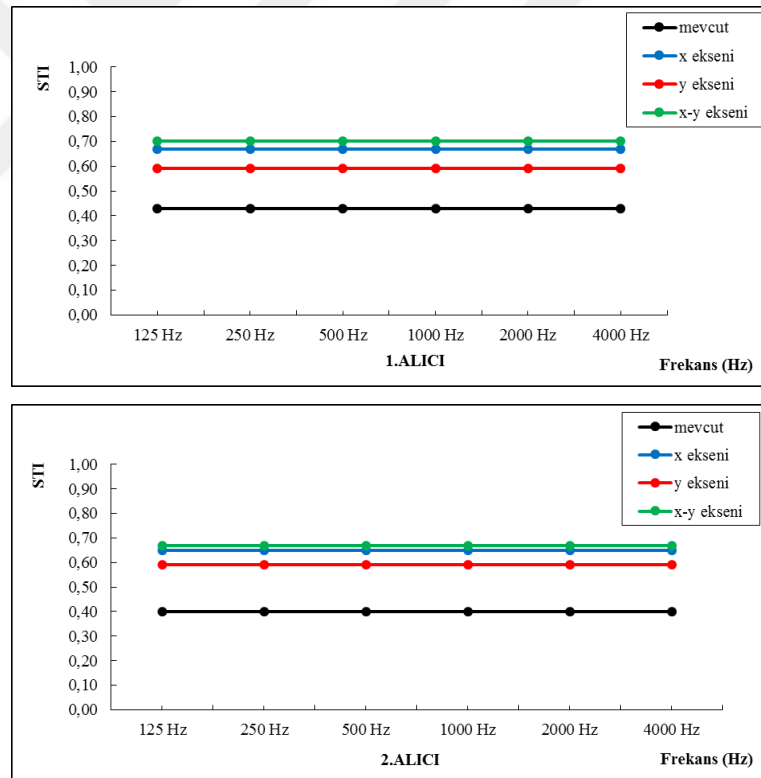 mevcut
x ekseni
y ekseni
x-y ekseni
STI
1,00
0,90
0,80
0,70
0,60
0,50
0,40
0,30
0,20
0,10
0,00
125 Hz 250 Hz 500 Hz 1000 Hz 2000 Hz 4000 Hz
1.ALICI Frekans (Hz)
mevcut
x ekseni
y ekseni
x-y ekseni
STI
1,00
0,90
0,80
0,70
0,60
0,50
0,40
0,30
0,20
0,10
0,00
125 Hz 250 Hz 500 Hz 1000 Hz 2000 Hz 4000 Hz
2.ALICI Frekans (Hz)